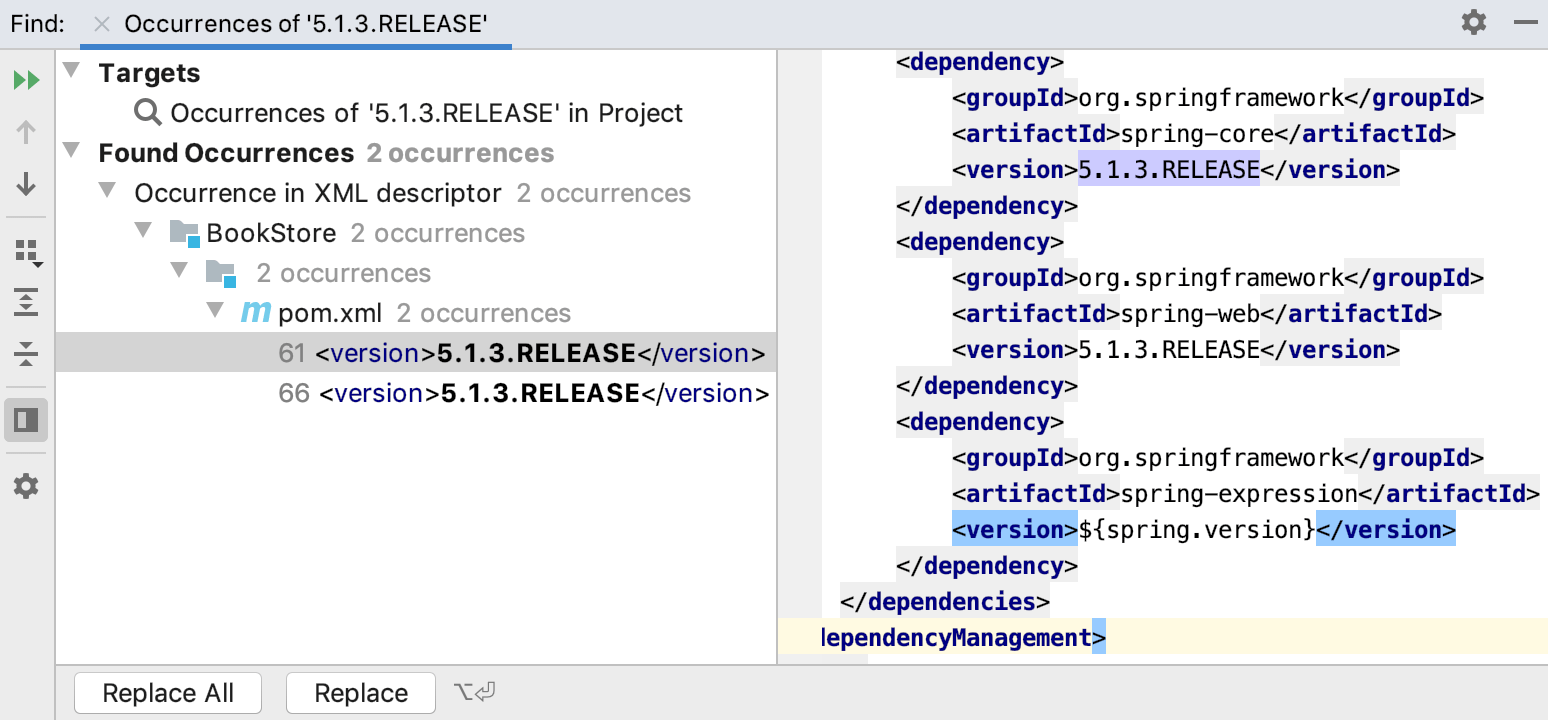 Find:
Occurrences of '5.1.3.RELEASE'
Targets
Occurrences of '5.1.3.RELEASE' in Project
Found Occurrences 2 occurrences
Occurrence in XML descriptor 2 occurrences
BookStore 2 occurrences
2 occurrences
m pom.xml 2 occurrences
61 <version>5.1.3.RELEASE</version>
66 <version>5.1.3.RELEASE</version>
<dependency>
<groupId>org.springframework</groupId>
<artifactId>spring-core</artifactId>
<version>5.1.3.RELEASE</version>
</dependency>
<dependency>
<groupId>org.springframework</groupId>
<artifactId>spring-web</artifactId>
<version>5.1.3.RELEASE</version>
</dependency>
<dependency>
<groupId>org.springframework</groupId>
<artifactId>spring-expression</artifactId>
<version>${spring.version}</version>
</dependency>
</dependencies>
ependencyManagement>
Replace All
Replace
⌥⏎